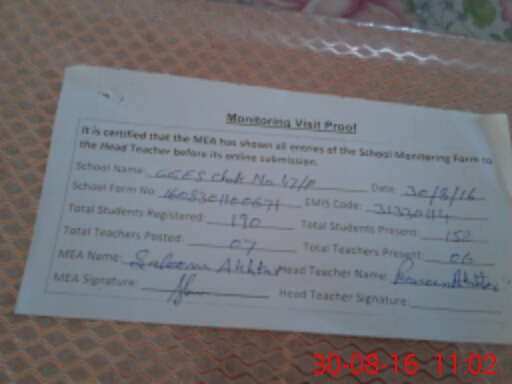 Monitoring Visit Proof
It is certified that the MEA has shown all entries of the School Monitoring Form to
the Head Teacher before its online submission.
School Name: GGES Chak No 47/P Date 30/8/16
School Form No: EMIS Code:
Total Students Registered: 190 Total Students Present: 152
Total Teachers Posted: 07 Total Teachers Present: 06
MEA Name: Saleem Akhtar Head Teacher Name: Akhtar
MEA Signature: Head Teacher Signature:
30-08-16 11:02